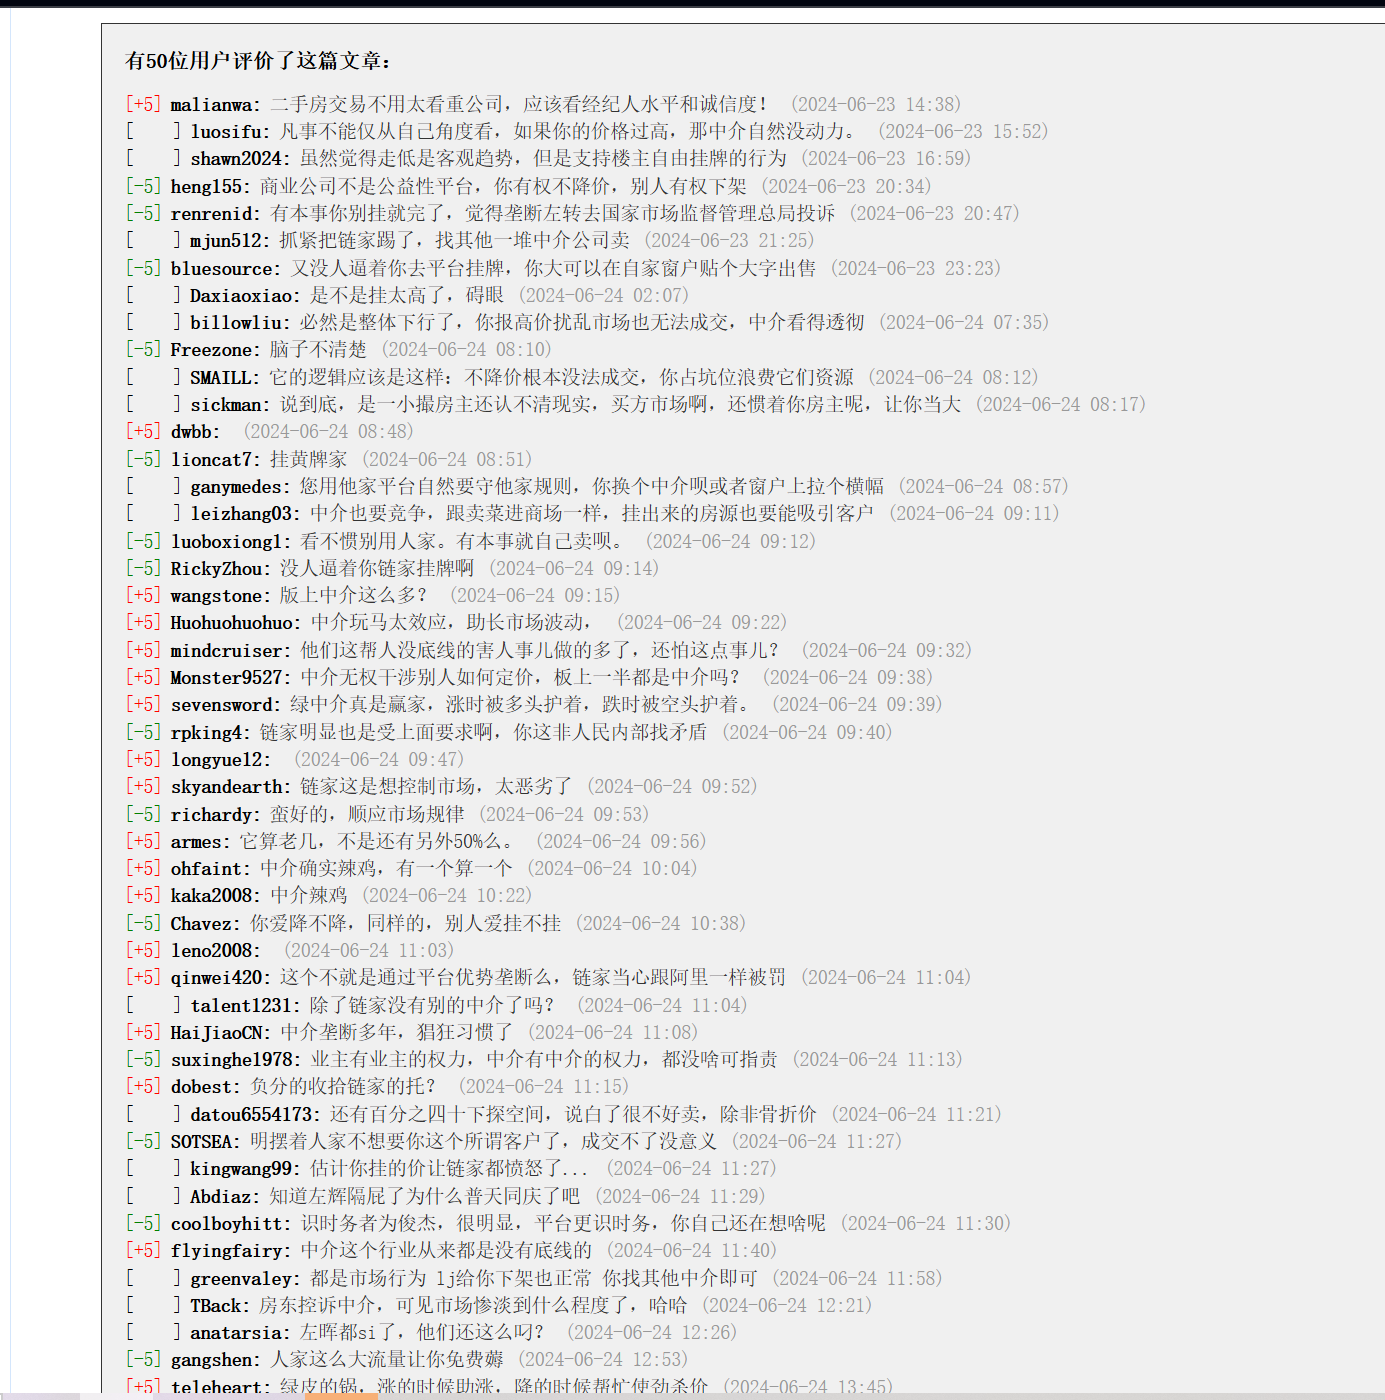 有50位用户评价了这篇文章：
[+5] malianwa: 二手房交易不用太看重公司，应该看经纪人水平和诚信度！ (2024-06-23 14:38)
[    ] luosifu: 凡事不能仅从自己角度看，如果你的价格过高，那中介自然没动力。 (2024-06-23 15:52)
[    ] shawn2024: 虽然觉得走低是客观趋势，但是支持楼主自由挂牌的行为 (2024-06-23 16:59)
[-5] heng155: 商业公司不是公益性平台，你有权不降价，别人有权下架 (2024-06-23 20:34)
[-5] renrenid: 有本事你别挂就完了，觉得垄断左转去国家市场监督管理总局投诉 (2024-06-23 20:47)
[    ] mjun512: 抓紧把链家踢了，找其他一堆中介公司卖 (2024-06-23 21:25)
[-5] bluesource: 又没人逼着你去平台挂牌，你大可以在自家窗户贴个大字出售 (2024-06-23 23:23)
[    ] Daxiaoxiao: 是不是挂太高了，碍眼 (2024-06-24 02:07)
[    ] billowliu: 必然是整体下行了，你报高价扰乱市场也无法成交，中介看得透彻 (2024-06-24 07:35)
[-5] Freezone: 脑子不清楚 (2024-06-24 08:10)
[    ] SMAILL: 它的逻辑应该是这样：不降价根本没法成交，你占坑位浪费它们资源 (2024-06-24 08:12)
[    ] sickman: 说到底，是一小撮房主还认不清现实，买方市场啊，还惯着你房主呢，让你当大 (2024-06-24 08:17)
[+5] dwbb:  (2024-06-24 08:48)
[-5] lioncat7: 挂黄牌家 (2024-06-24 08:51)
[    ] ganymedes: 您用他家平台自然要守他家规则，你换个中介呗或者窗户上拉个横幅 (2024-06-24 08:57)
[    ] leizhang03: 中介也要竞争，跟卖菜进商场一样，挂出来的房源也要能吸引客户 (2024-06-24 09:11)
[-5] luoboxiong1: 看不惯别用人家。有本事就自己卖呗。 (2024-06-24 09:12)
[-5] RickyZhou: 没人逼着你链家挂牌啊 (2024-06-24 09:14)
[+5] wangstone: 版上中介这么多？ (2024-06-24 09:15)
[+5] Huohuohuohuo: 中介玩马太效应，助长市场波动， (2024-06-24 09:22)
[+5] mindcruiser: 他们这帮人没底线的害人事儿做的多了，还怕这点事儿？ (2024-06-24 09:32)
[+5] Monster9527: 中介无权干涉别人如何定价，板上一半都是中介吗？ (2024-06-24 09:38)
[+5] sevensword: 绿中介真是赢家，涨时被多头护着，跌时被空头护着。 (2024-06-24 09:39)
[-5] rpking4: 链家明显也是受上面要求啊，你这非人民内部找矛盾 (2024-06-24 09:40)
[+5] longyue12:  (2024-06-24 09:47)
[+5] skyandearth: 链家这是想控制市场，太恶劣了 (2024-06-24 09:52)
[-5] richardy: 蛮好的，顺应市场规律 (2024-06-24 09:53)
[+5] armes: 它算老几，不是还有另外50%么。 (2024-06-24 09:56)
[+5] ohfaint: 中介确实辣鸡，有一个算一个 (2024-06-24 10:04)
[+5] kaka2008: 中介辣鸡 (2024-06-24 10:22)
[-5] Chavez: 你爱降不降，同样的，别人爱挂不挂 (2024-06-24 10:38)
[+5] leno2008:  (2024-06-24 11:03)
[+5] qinwei420: 这个不就是通过平台优势垄断么，链家当心跟阿里一样被罚 (2024-06-24 11:04)
[    ] talent1231: 除了链家没有别的中介了吗？ (2024-06-24 11:04)
[+5] HaiJiaoCN: 中介垄断多年，猖狂习惯了 (2024-06-24 11:08)
[-5] suxinghe1978: 业主有业主的权力，中介有中介的权力，都没啥可指责 (2024-06-24 11:13)
[+5] dobest: 负分的收拾链家的托？ (2024-06-24 11:15)
[    ] datou6554173: 还有百分之四十下探空间，说白了很不好卖，除非骨折价 (2024-06-24 11:21)
[-5] SOTSEA: 明摆着人家不想要你这个所谓客户了，成交不了没意义 (2024-06-24 11:27)
[    ] kingwang99: 估计你挂的价让链家都愤怒了... (2024-06-24 11:27)
[    ] Abdiaz: 知道左辉隔屁了为什么普天同庆了吧 (2024-06-24 11:29)
[-5] coolboyhitt: 识时务者为俊杰，很明显，平台更识时务，你自己还在想啥呢 (2024-06-24 11:30)
[+5] flyingfairy: 中介这个行业从来都是没有底线的 (2024-06-24 11:40)
[    ] greenvaley: 都是市场行为 lj给你下架也正常 你找其他中介即可 (2024-06-24 11:58)
[    ] TBack: 房东控诉中介，可见市场惨淡到什么程度了，哈哈 (2024-06-24 12:21)
[    ] anatarsia: 左晖都si了，他们还这么叼？ (2024-06-24 12:26)
[-5] gangshen: 人家这么大流量让你免费薅 (2024-06-24 12:53)
[+5] teleheart: 绿皮的锅，涨的时候助涨，降的时候帮忙使劲杀价 (2024-06-24 13:45)